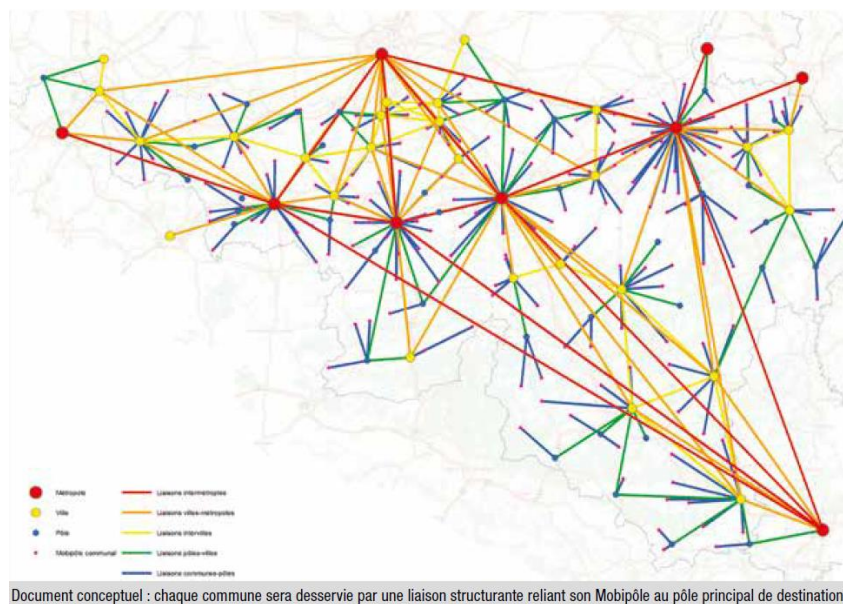 Métropole
Ville
Pôle
Mobipôle communal
Liaisons intermétropoles
Liaisons villes-métropoles
Liaisons intervilles
Liaisons pôles-villes
Liaisons communes-pôles
Document conceptuel : chaque commune sera desservie par une liaison structurante reliant son Mobipôle au pôle principal de destination